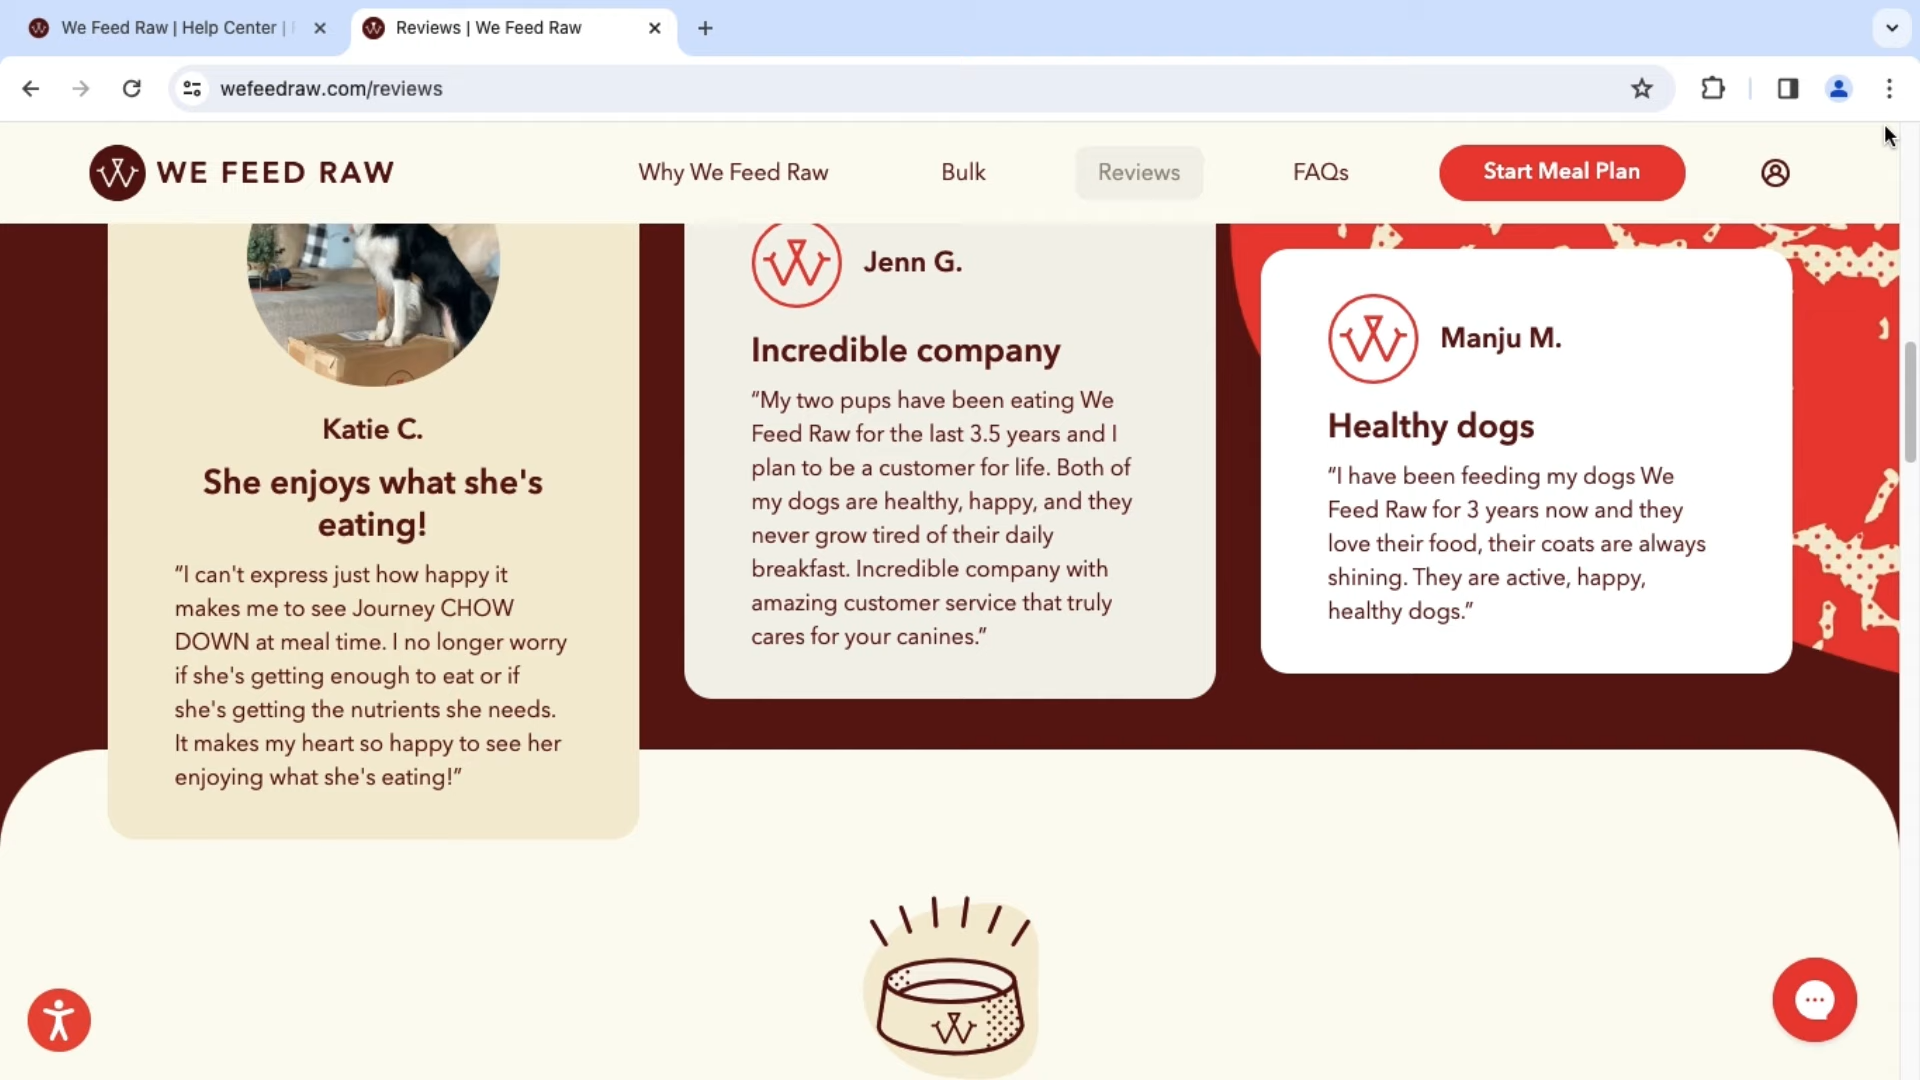 We Feed Raw | Help Center |
Reviews | We Feed Raw
wefeedraw.com/reviews
WE FEED RAW
Why We Feed Raw
Bulk
Reviews
FAQs
Start Meal Plan
Katie C.
She enjoys what she's
eating!
“I can't express just how happy it
makes me to see Journey CHOW
DOWN at meal time. I no longer worry
if she's getting enough to eat or if
she's getting the nutrients she needs.
It makes my heart so happy to see her
enjoying what she's eating!”
Jenn G.
Incredible company
“My two pups have been eating We
Feed Raw for the last 3.5 years and I
plan to be a customer for life. Both of
my dogs are healthy, happy, and they
never grow tired of their daily
breakfast. Incredible company with
amazing customer service that truly
cares for your canines.”
Manju M.
Healthy dogs
“I have been feeding my dogs We
Feed Raw for 3 years now and they
love their food, their coats are always
shining. They are active, happy,
healthy dogs.”